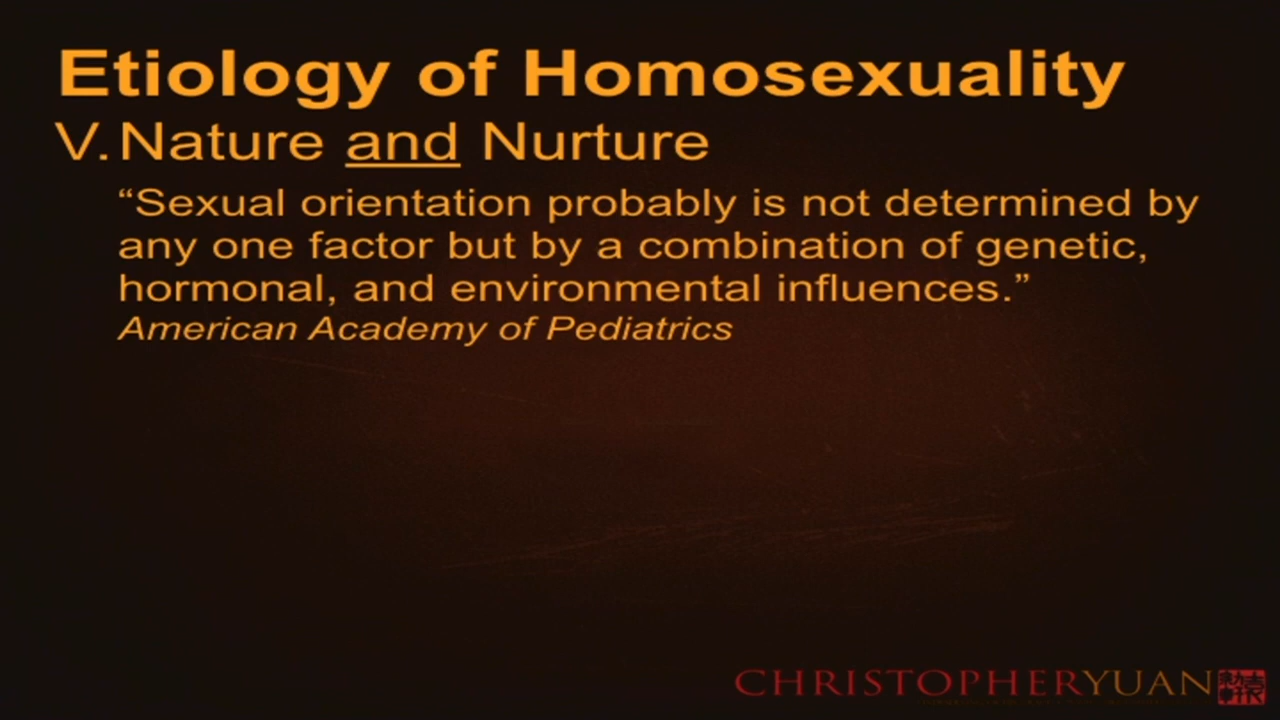 Etiology of Homosexuality
V. Nature and Nurture
“Sexual orientation probably is not determined by
any one factor but by a combination of genetic,
hormonal, and environmental influences.”
American Academy of Pediatrics
CHRISTOPHERYUAN